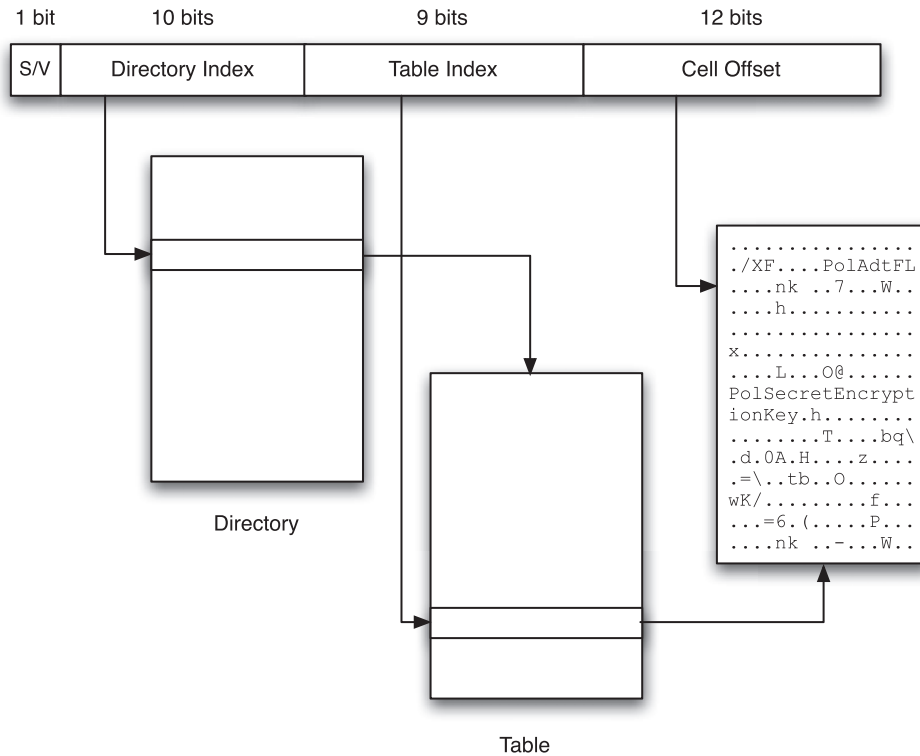 1 bit 10 bits 9 bits 12 bits
S/V Directory Index Table Index Cell Offset
................
./XF....PolAdtFL
....nk ..7...W..
....h...........
................
x...............
....L...O@......
PolSecretEncrypt
ionKey.h........
........T....bq\
.d.0A.H....z....
.=\..tb..O......
wK/.........f...
...=6.(.....P...
....nk ..-...W..
Directory
Table